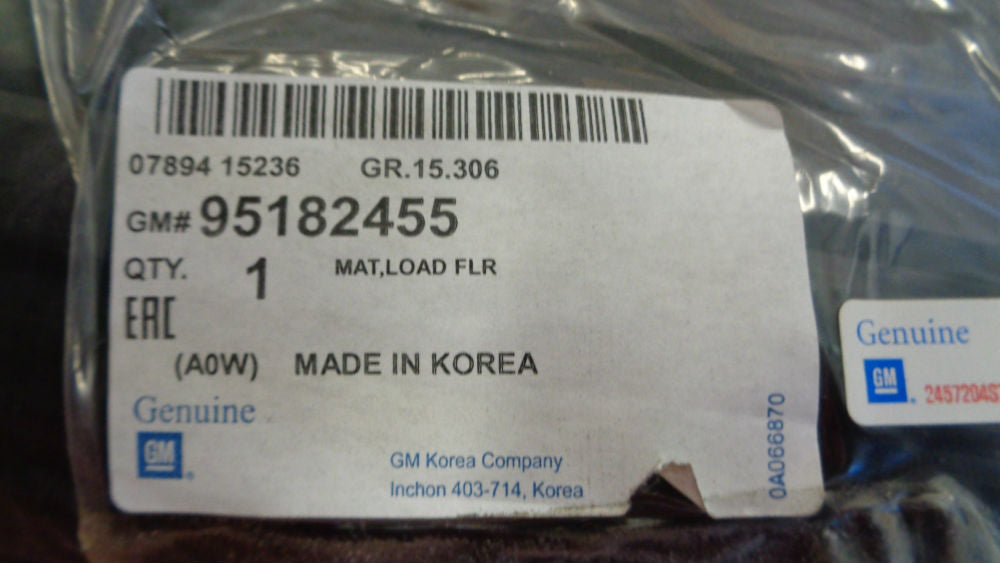 07894 15236 GR.15.306
GM# 95182455
QTY. 1 MAT,LOAD FLR
EAC
(A0W) MADE IN KOREA
Genuine
GM
GM Korea Company
Inchon 403-714, Korea
0A066870
Genuine
GM
2457204S